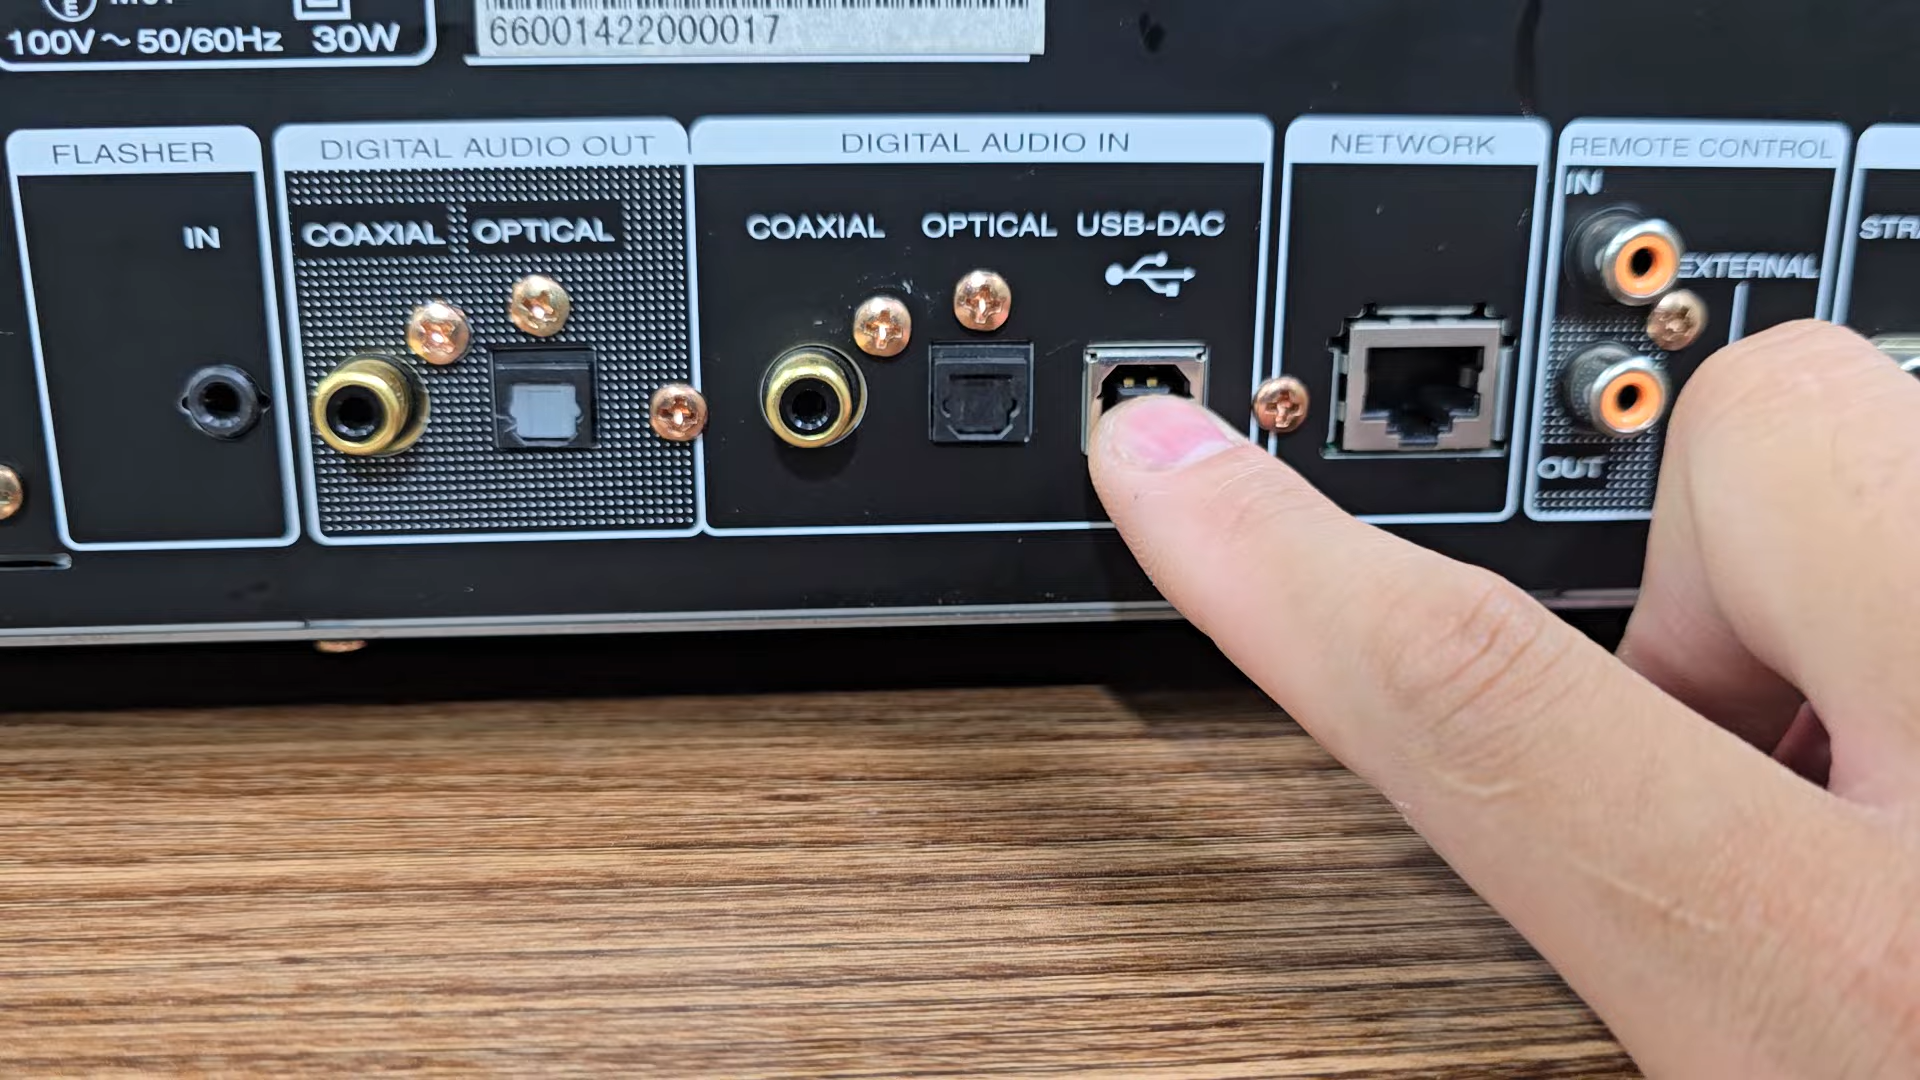 100V ~ 50/60Hz 30W
66001422000017
FLASHER
DIGITAL AUDIO OUT
DIGITAL AUDIO IN
NETWORK
REMOTE CONTROL
IN
COAXIAL
OPTICAL
COAXIAL
OPTICAL
USB-DAC
IN
EXTERNAL
OUT